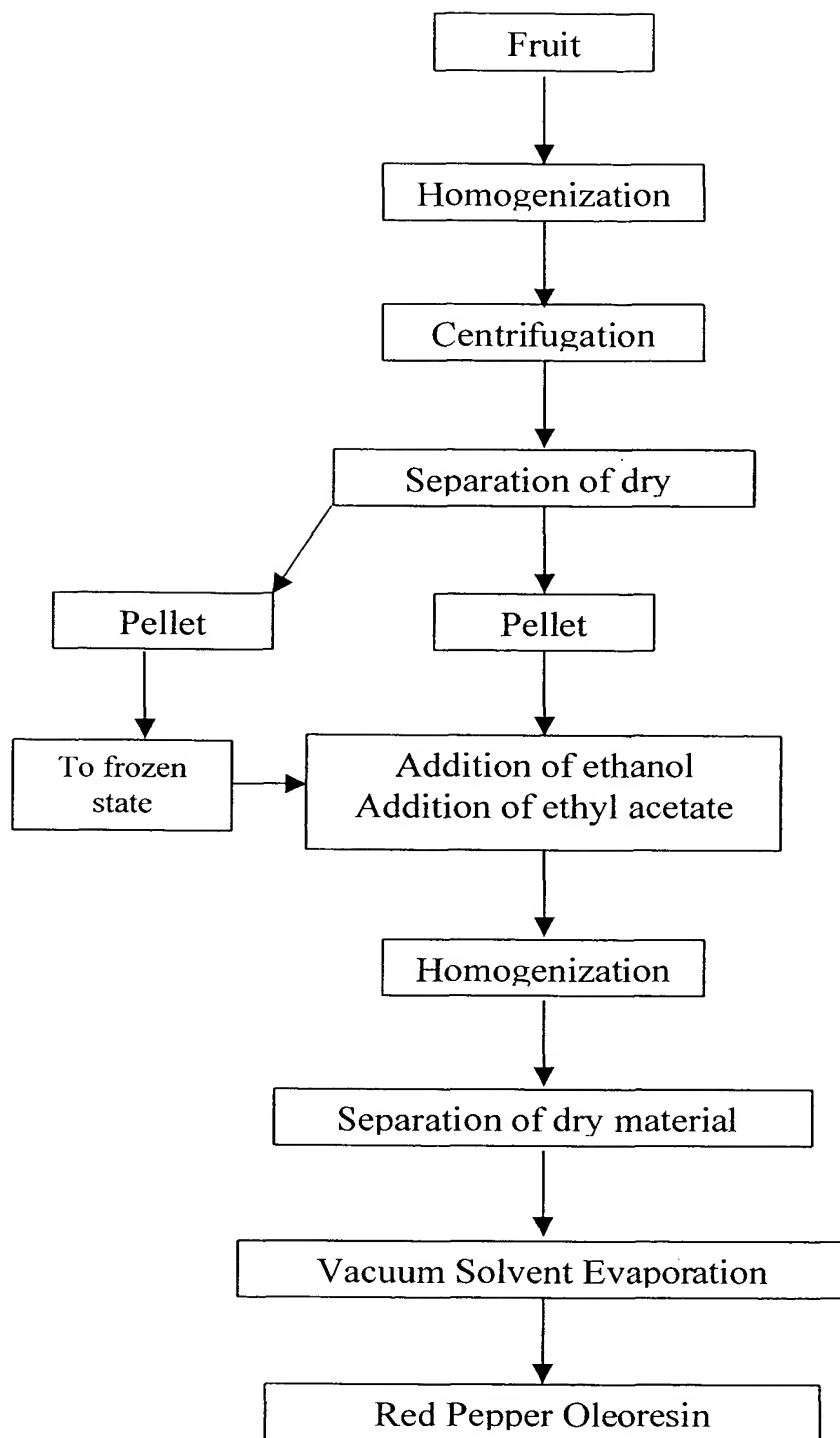 Fruit
Homogenization
Centrifugation
Separation of dry
Pellet
Pellet
To frozen
state
Addition of ethanol
Addition of ethyl acetate
Homogenization
Separation of dry material
Vacuum Solvent Evaporation
Red Pepper Oleoresin